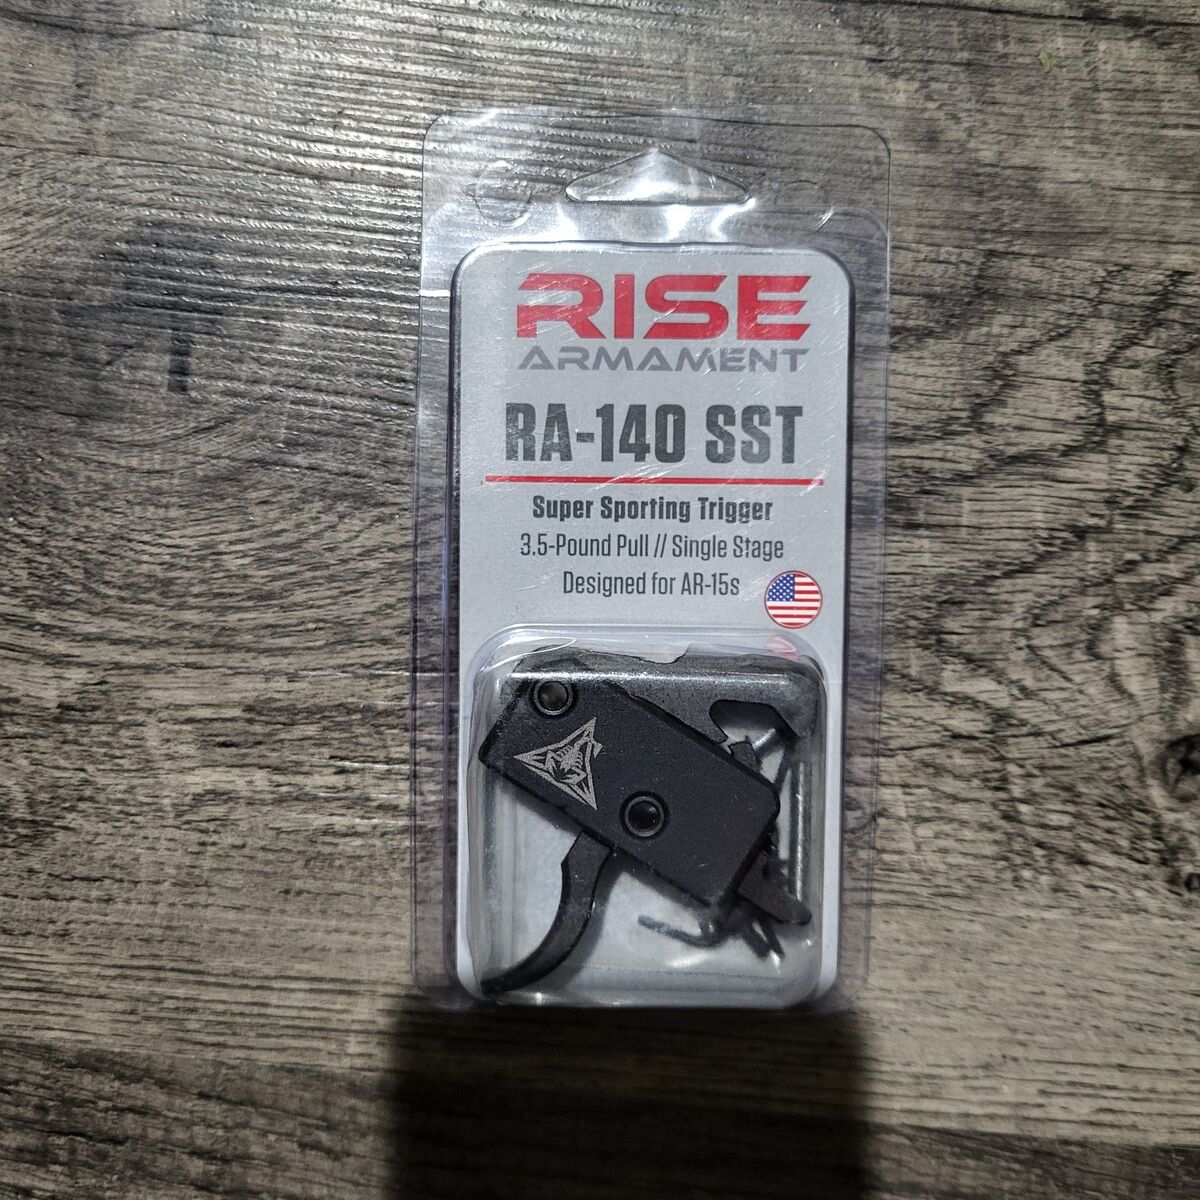 RISE
ARMAMENT
RA-140 SST
Super Sporting Trigger
3.5-Pound Pull // Single Stage
Designed for AR-15s